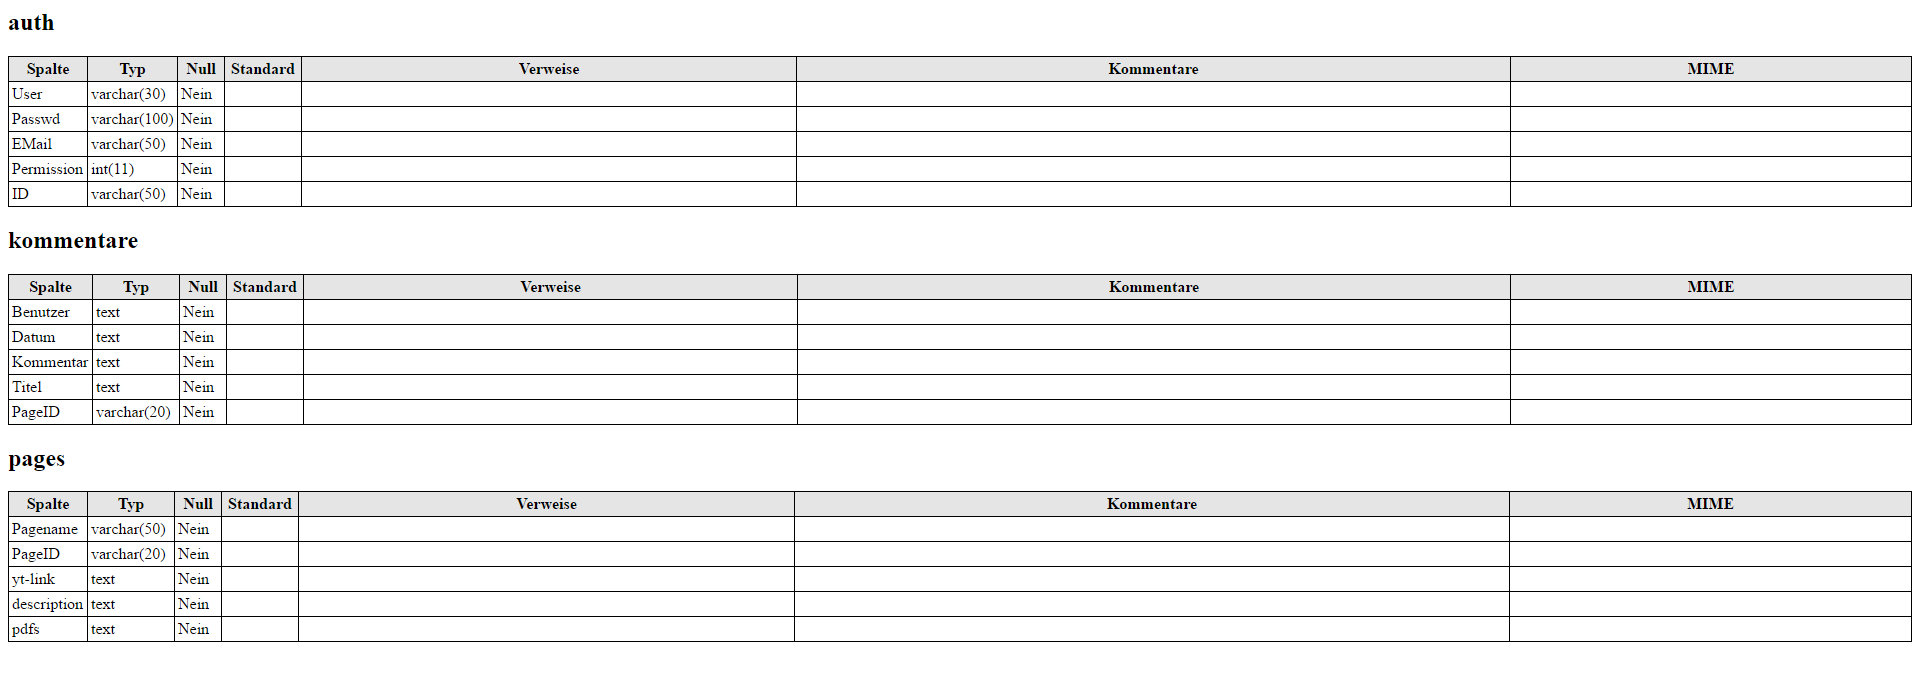 auth
Spalte Typ Null Standard Verweise Kommentare MIME
User varchar(30) Nein
Passwd varchar(100) Nein
EMail varchar(50) Nein
Permission int(11) Nein
ID varchar(50) Nein
kommentare
Spalte Typ Null Standard Verweise Kommentare MIME
Benutzer text Nein
Datum text Nein
Kommentar text Nein
Titel text Nein
PageID varchar(20) Nein
pages
Spalte Typ Null Standard Verweise Kommentare MIME
Pagename varchar(50) Nein
PageID varchar(20) Nein
yt-link text Nein
description text Nein
pdfs text Nein